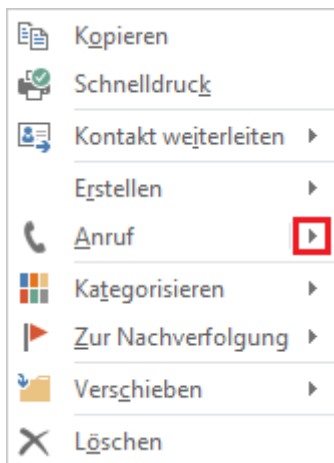 Kopieren
Schnelldruck
Kontakt weiterleiten
Erstellen
Anruf
Kategorisieren
Zur Nachverfolgung
Verschieben
Löschen